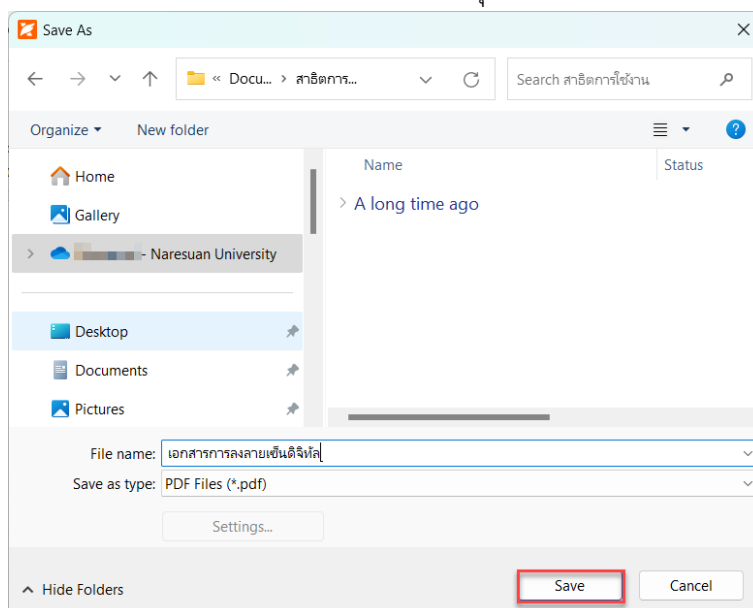 Save As
« Docu... › สาธิตการ...
Search สาธิตการใช้งาน
Organize
New folder
Name
Status
Home
A long time ago
Gallery
- Naresuan University
Desktop
Documents
Pictures
File name: เอกสารการลงลายเซ็นดิจิทัล
Save as type: PDF Files (*.pdf)
Settings...
Hide Folders
Save
Cancel